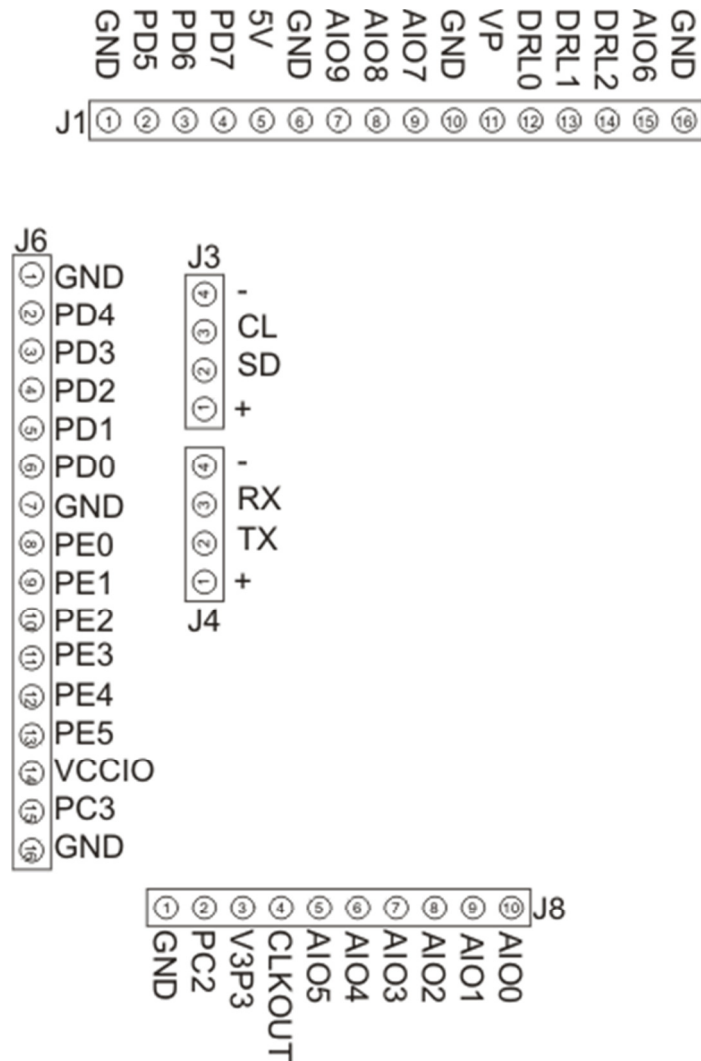 GND PD5 PD6 PD7 5V GND AIO9 AIO8 AIO7 GND VP DRL0 DRL1 DRL2 AIO6 GND
J1 1 2 3 4 5 6 7 8 9 10 11 12 13 14 15 16
J6
1 GND
2 PD4
3 PD3
4 PD2
5 PD1
6 PD0
7 GND
8 PE0
9 PE1
10 PE2
11 PE3
12 PE4
13 PE5
14 VCCIO
15 PC3
16 GND
J3
4 -
3 CL
2 SD
1 +
4 -
3 RX
2 TX
1 +
J4
1 2 3 4 5 6 7 8 9 10 J8
GND PC2 V3P3 CLKOUT AIO5 AIO4 AIO3 AIO2 AIO1 AIO0